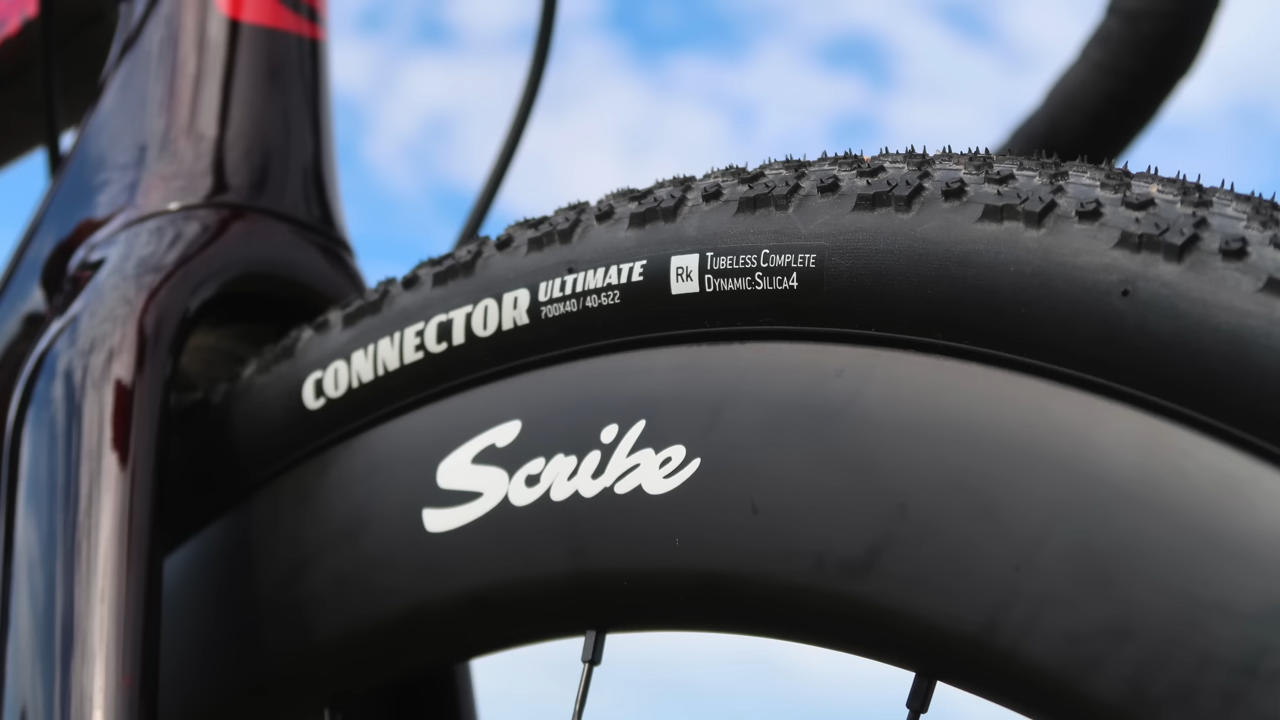 CONNECTOR ULTIMATE
700X40 / 40-622
Rk
TUBELESS COMPLETE
DYNAMIC:SILICA4
Scribe